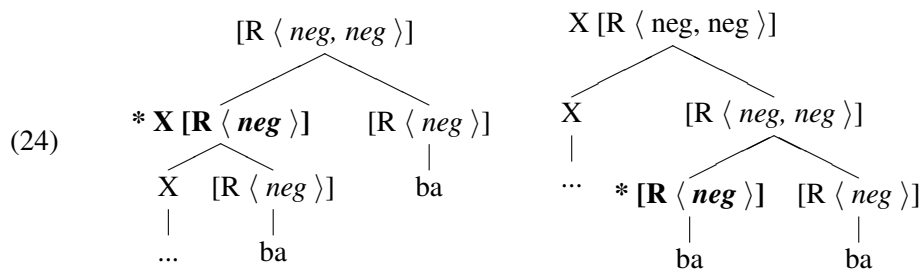 [R ⟨ neg, neg ⟩] X [R ⟨ neg, neg ⟩]
* X [R ⟨ neg ⟩] [R ⟨ neg ⟩] X [R ⟨ neg, neg ⟩]
(24)
X [R ⟨ neg ⟩] ba ... * [R ⟨ neg ⟩] [R ⟨ neg ⟩]
... ba ba ba